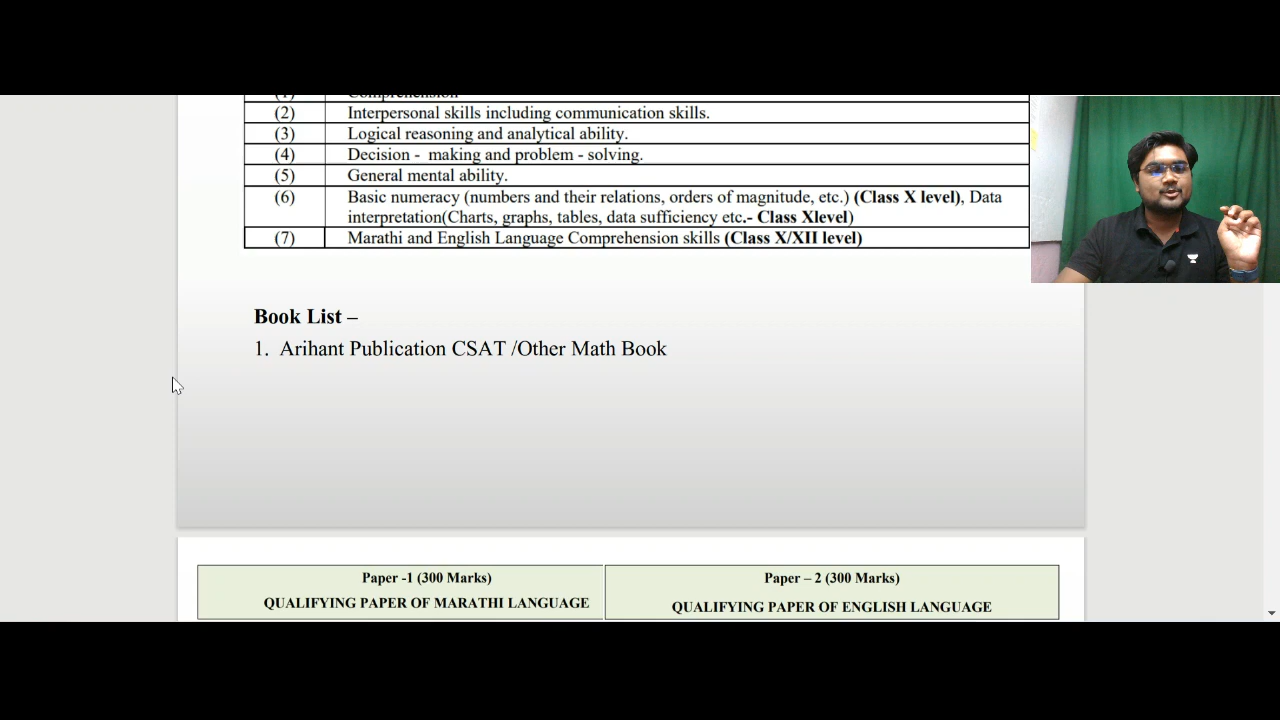 (1) Comprehension
(2) Interpersonal skills including communication skills.
(3) Logical reasoning and analytical ability.
(4) Decision - making and problem - solving.
(5) General mental ability.
(6) Basic numeracy (numbers and their relations, orders of magnitude, etc.) (Class X level), Data
interpretation(Charts, graphs, tables, data sufficiency etc.- Class Xlevel)
(7) Marathi and English Language Comprehension skills (Class X/XII level)
Book List –
1. Arihant Publication CSAT /Other Math Book
Paper -1 (300 Marks)
QUALIFYING PAPER OF MARATHI LANGUAGE
Paper – 2 (300 Marks)
QUALIFYING PAPER OF ENGLISH LANGUAGE